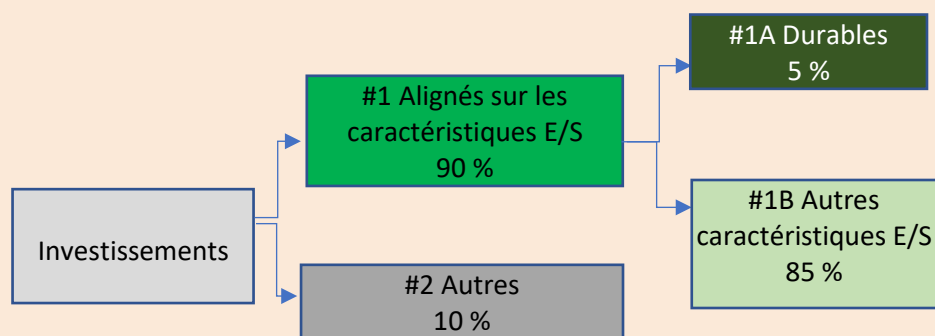 #1A Durables
5 %
#1 Alignés sur les
caractéristiques E/S
90 %
#1B Autres
caractéristiques E/S
85 %
Investissements
#2 Autres
10 %